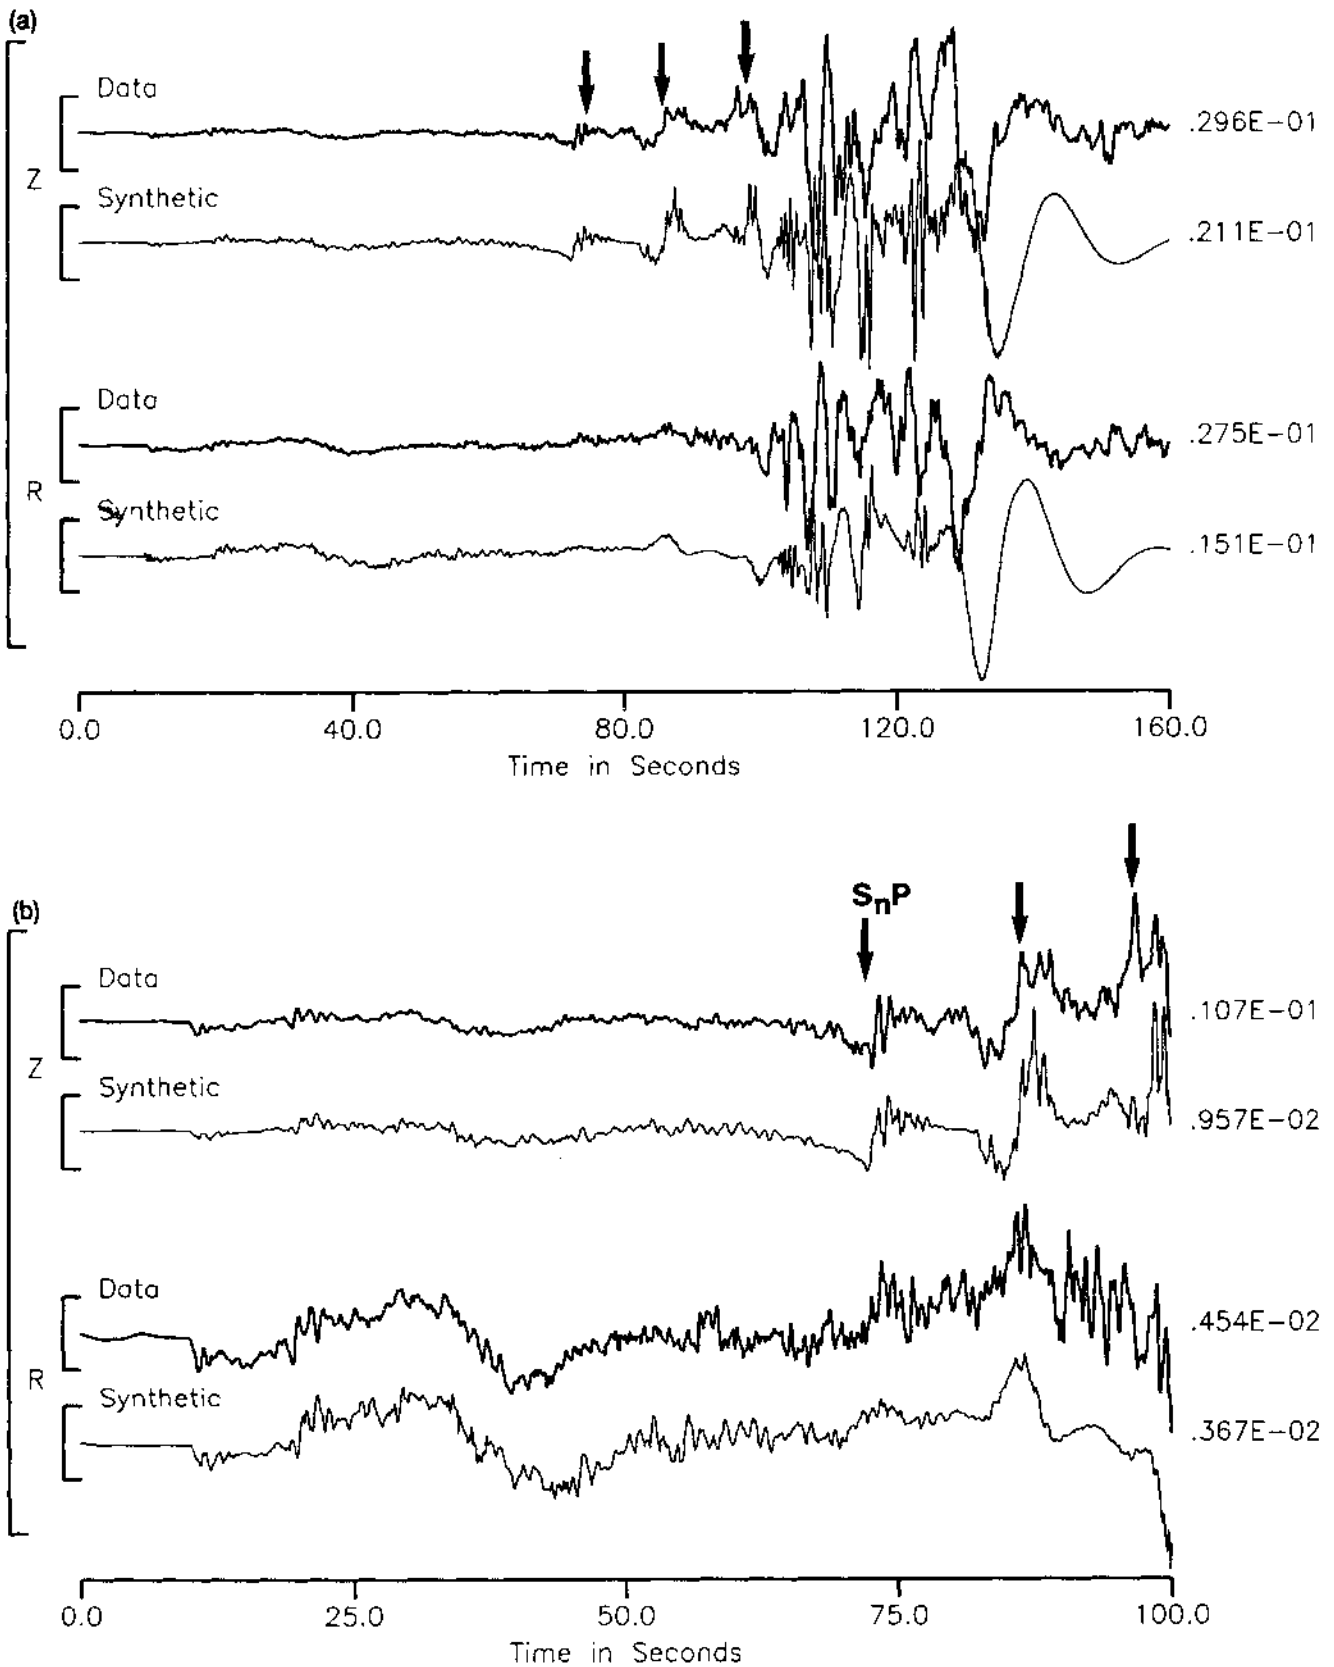 (a)
Data
.296E-01
Z
Synthetic
.211E-01
Data
.275E-01
R
Synthetic
.151E-01
0.0 40.0 80.0 120.0 160.0
Time in Seconds
(b)
SnP
Data
.107E-01
Z
Synthetic
.957E-02
Data
.454E-02
R
Synthetic
.367E-02
0.0 25.0 50.0 75.0 100.0
Time in Seconds